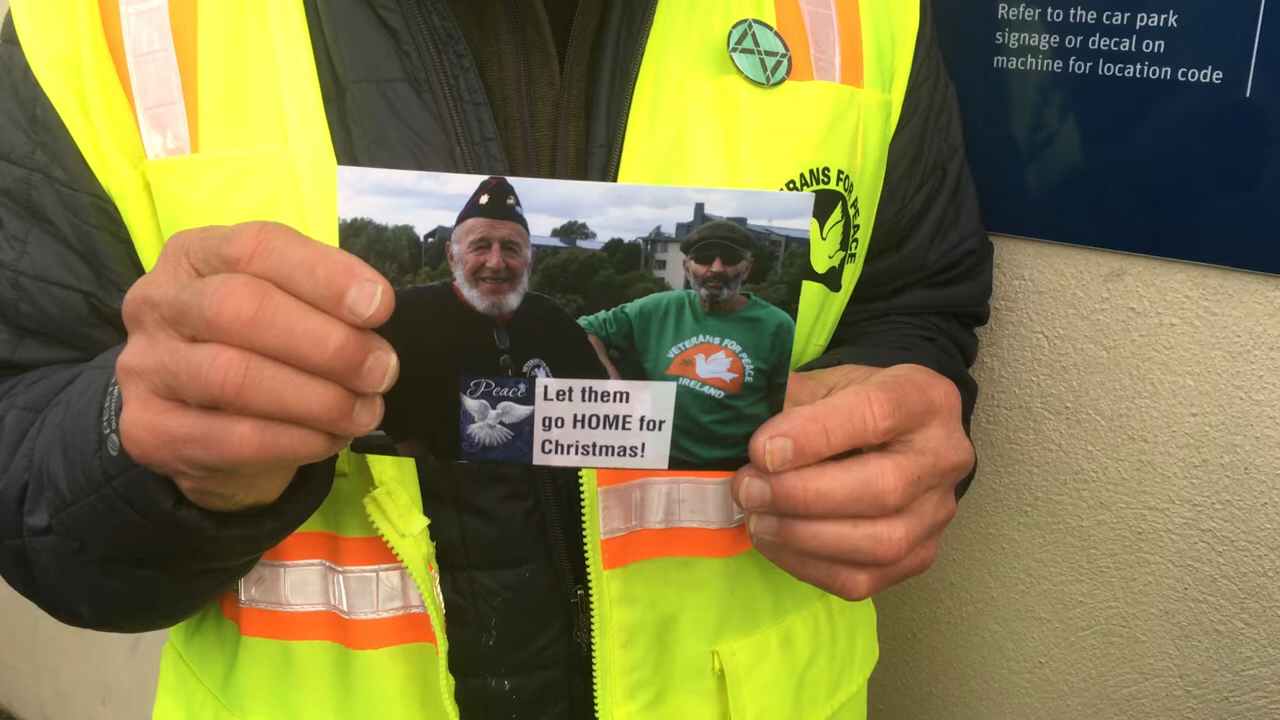 Refer to the car park
signage or decal on
machine for location code
VETERANS FOR PEACE
VETERANS FOR PEACE
IRELAND
Peace
Let them
go HOME for
Christmas!